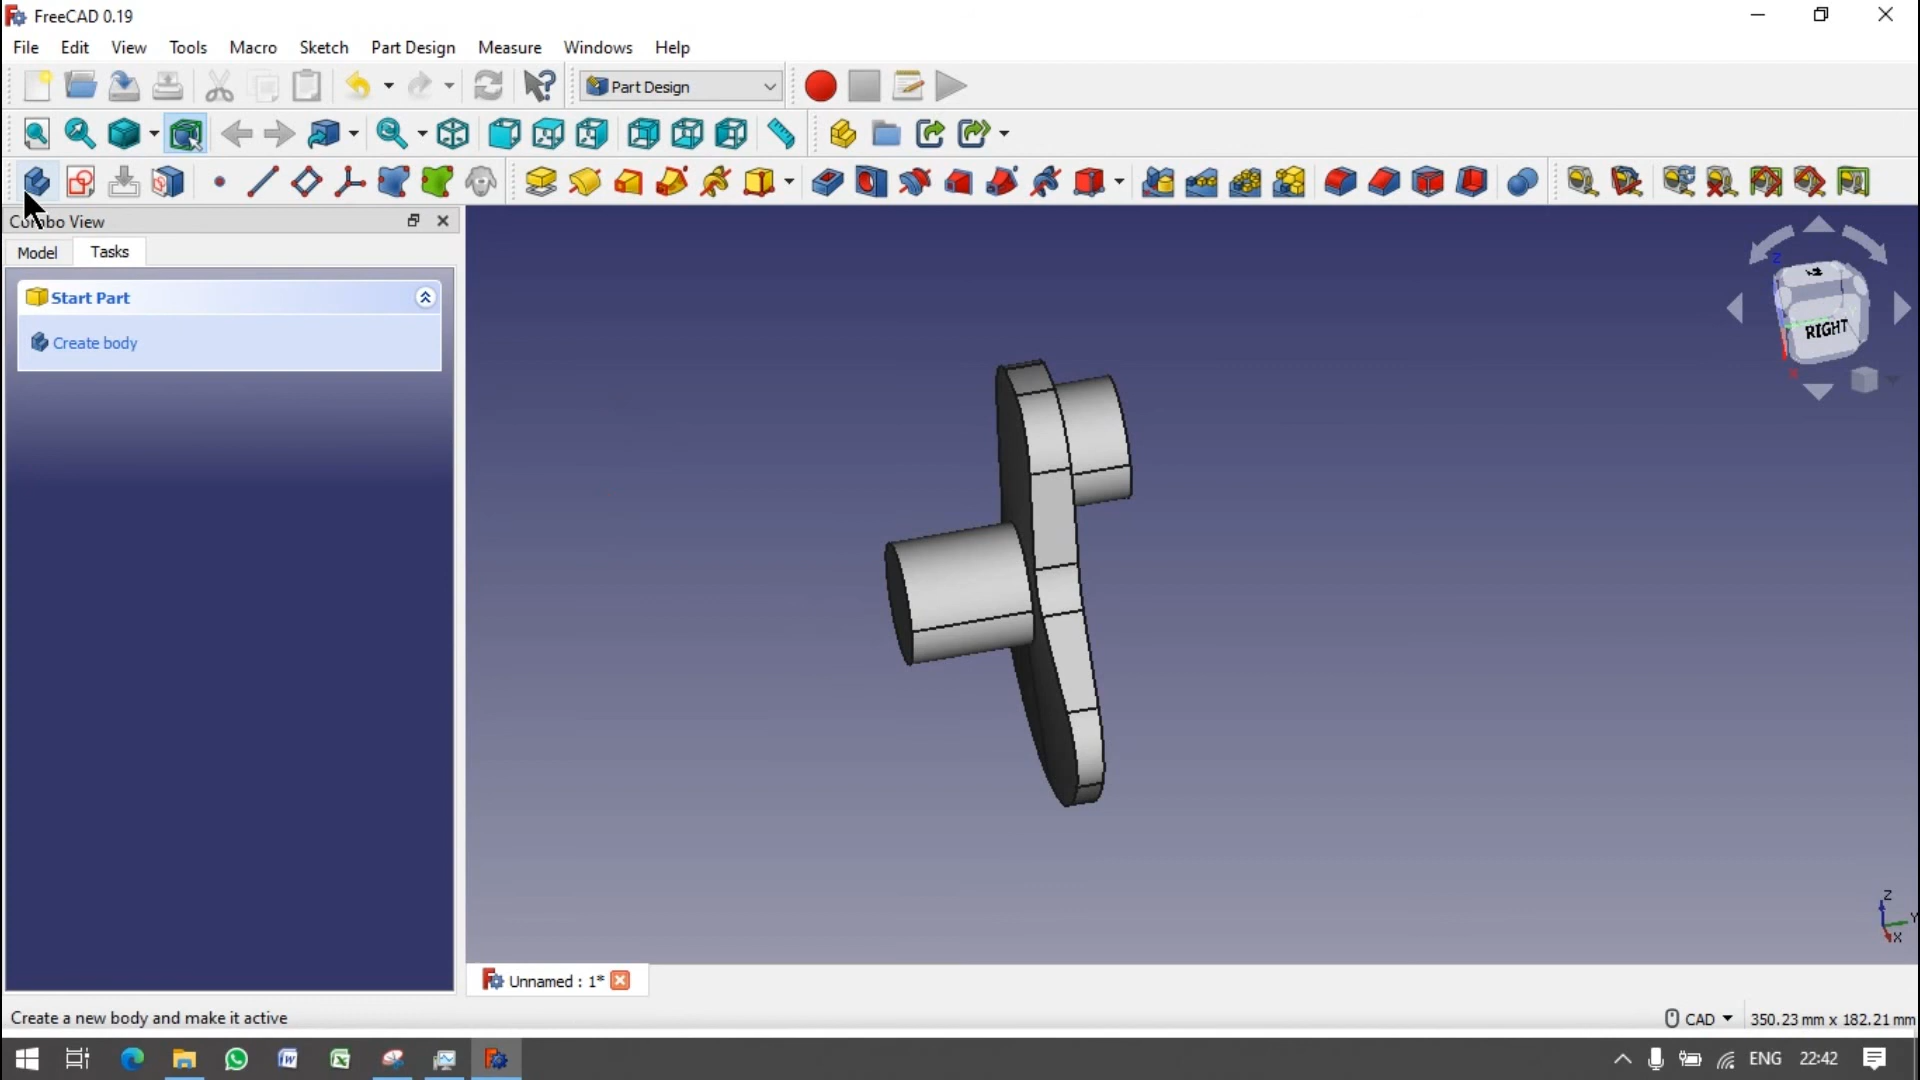 FreeCAD 0.19
File Edit View Tools Macro Sketch Part Design Measure Windows Help
Part Design
Combo View
Model Tasks
Start Part
Create body
RIGHT
Z
X
Z
Y
X
Unnamed : 1*
Create a new body and make it active
CAD 350.23 mm x 182.21 mm
ENG 22:42